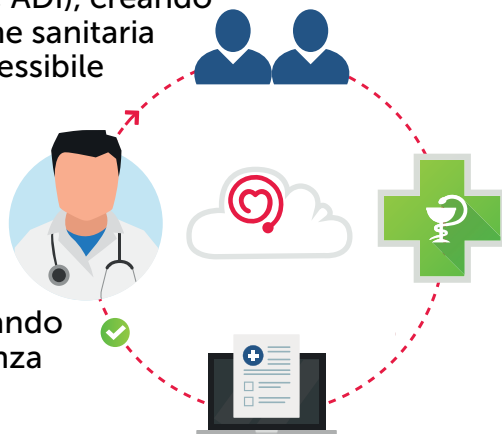 ADI), creando
ne sanitaria
essibile
ando
nza